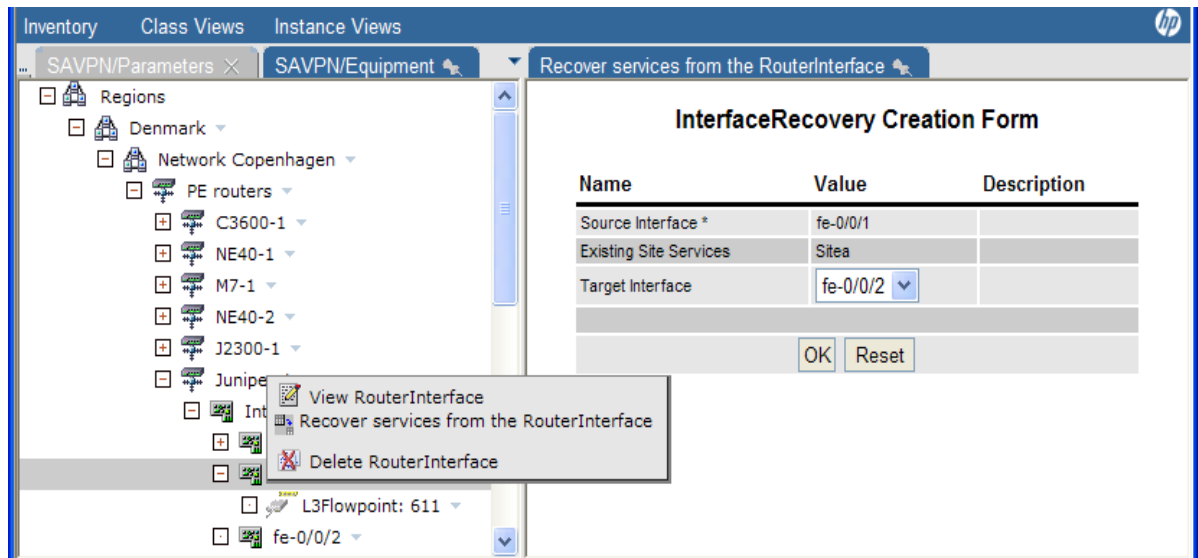 Inventory Class Views Instance Views hp
... SAVPN/Parameters SAVPN/Equipment Recover services from the RouterInterface
Regions
Denmark
Network Copenhagen
PE routers
C3600-1
NE40-1
M7-1
NE40-2
J2300-1
Junipe
Int
L3Flowpoint: 611
fe-0/0/2
View RouterInterface
Recover services from the RouterInterface
Delete RouterInterface
InterfaceRecovery Creation Form
Name Value Description
Source Interface * fe-0/0/1
Existing Site Services Sitea
Target Interface fe-0/0/2
OK Reset